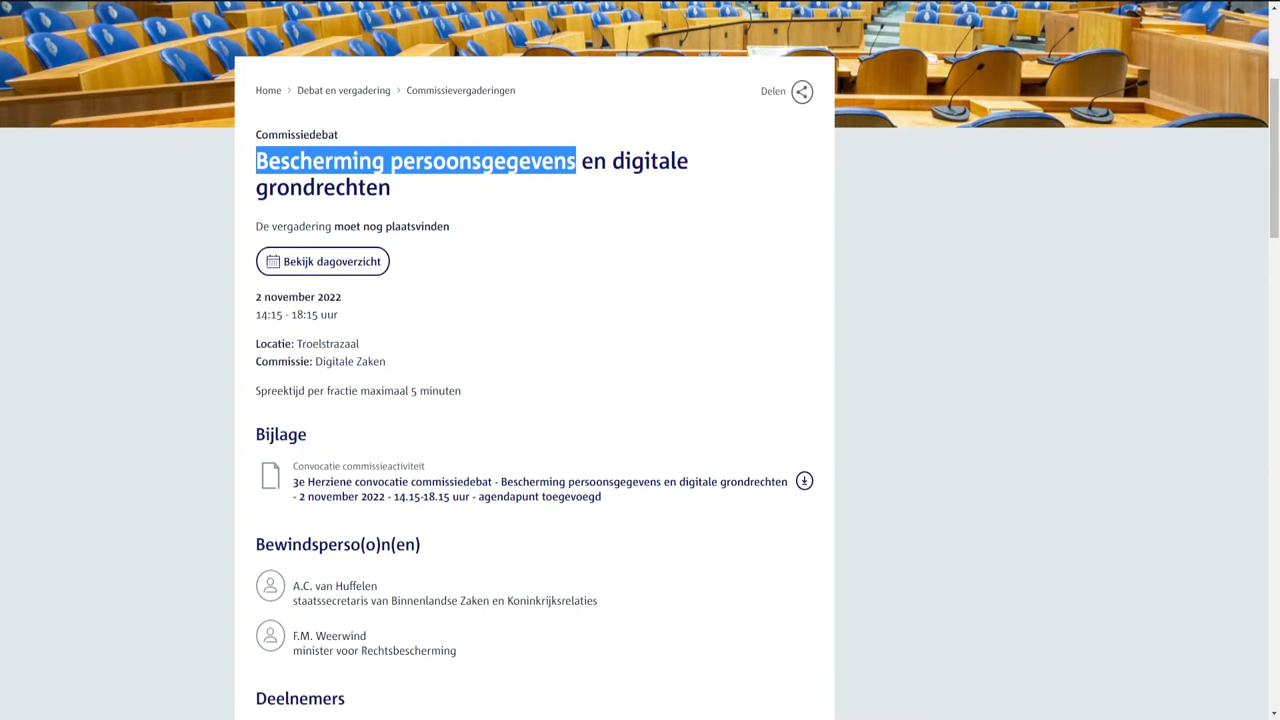 Home > Debat en vergadering > Commissievergaderingen
Delen
Commissiedebat
Bescherming persoonsgegevens en digitale
grondrechten
De vergadering moet nog plaatsvinden
Bekijk dagoverzicht
2 november 2022
14:15 - 18:15 uur
Locatie: Troelstrazaal
Commissie: Digitale Zaken
Spreektijd per fractie maximaal 5 minuten
Bijlage
Convocatie commissieactiviteit
3e Herziene convocatie commissiedebat - Bescherming persoonsgegevens en digitale grondrechten
- 2 november 2022 - 14.15-18.15 uur - agendapunt toegevoegd
Bewindsperso(o)n(en)
A.C. van Huffelen
staatssecretaris van Binnenlandse Zaken en Koninkrijksrelaties
F.M. Weerwind
minister voor Rechtsbescherming
Deelnemers